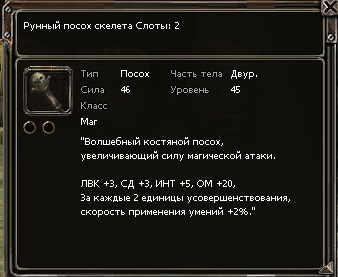 Рунный посох скелета Слоты: 2
Тип Посох Часть тела Двур.
Сила 46 Уровень 45
Класс
Маг
"Волшебный костяной посох,
увеличивающий силу магической атаки.
ЛВК +3, СД +3, ИНТ +5, ОМ +20,
За каждые 2 единицы усовершенствования,
скорость применения умений +2%."